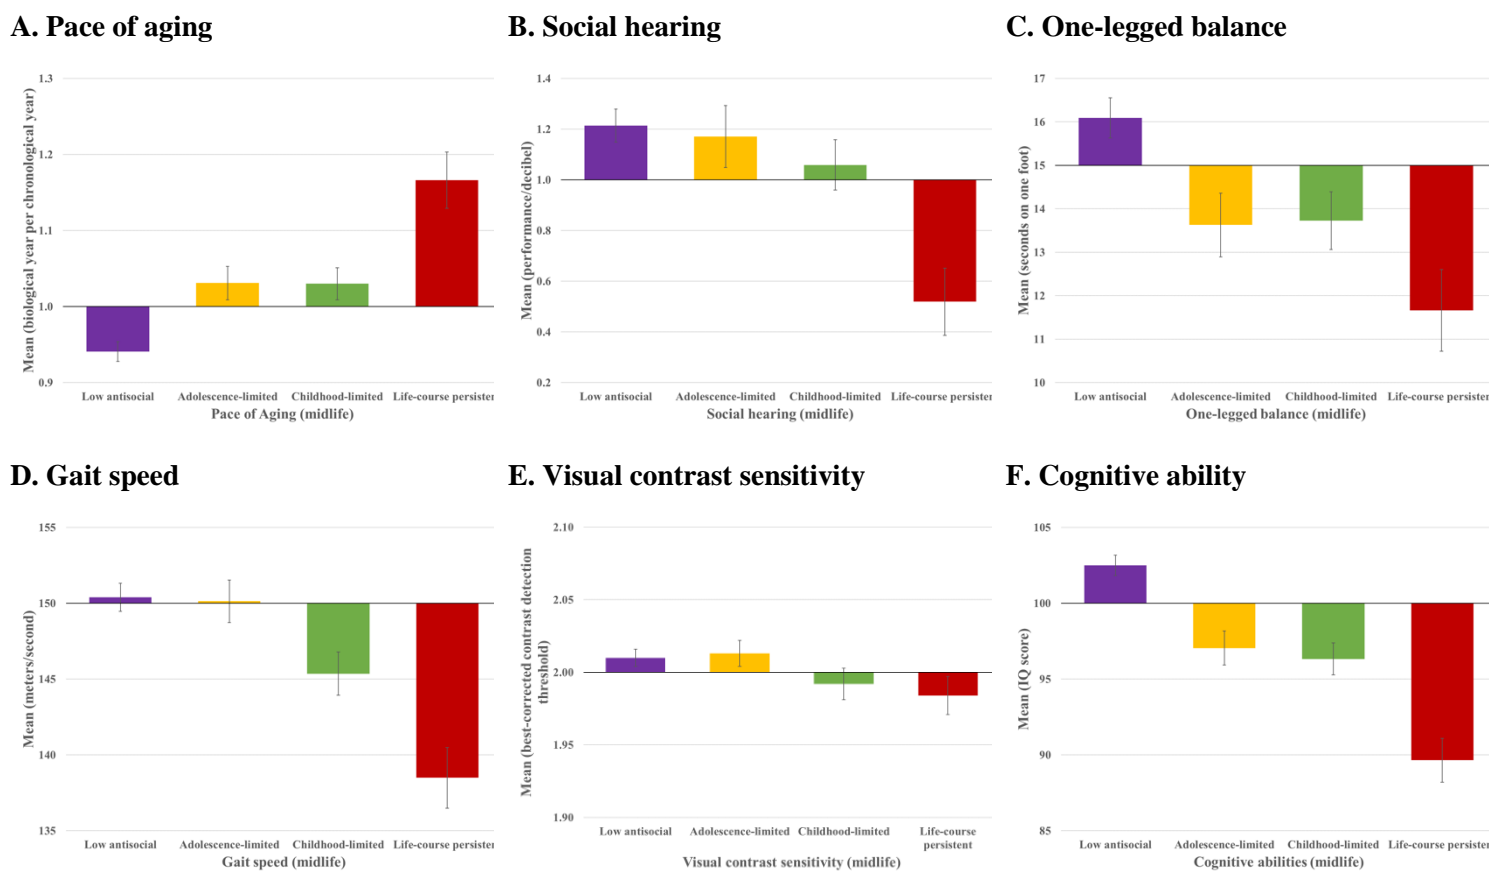 A. Pace of aging
Mean (biological year per chronological year)
1.3
1.2
1.1
1.0
0.9
Low antisocial Adolescence-limited Childhood-limited Life-course persisten
Pace of Aging (midlife)
B. Social hearing
Mean (performance/decibel)
1.4
1.2
1.0
0.8
0.6
0.4
0.2
Low antisocial Adolescence-limited Childhood-limited Life-course persisten
Social hearing (midlife)
C. One-legged balance
Mean (seconds on one foot)
17
16
15
14
13
12
11
10
Low antisocial Adolescence-limited Childhood-limited Life-course persisten
One-legged balance (midlife)
D. Gait speed
Mean (meters/second)
155
150
145
140
135
Low antisocial Adolescence-limited Childhood-limited Life-course persisten
Gait speed (midlife)
E. Visual contrast sensitivity
Mean (best-corrected contrast detection
threshold)
2.10
2.05
2.00
1.95
1.90
Low antisocial Adolescence-limited Childhood-limited Life-course
persistent
Visual contrast sensitivity (midlife)
F. Cognitive ability
Mean (IQ score)
105
100
95
90
85
Low antisocial Adolescence-limited Childhood-limited Life-course persisten
Cognitive abilities (midlife)